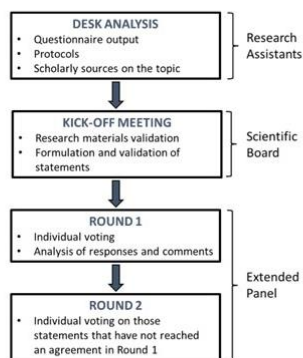 DESK ANALYSIS
• Questionnaire output
• Protocols
• Scholarly sources on the topic
Research
Assistants
KICK-OFF MEETING
• Research materials validation
• Formulation and validation of
statements
Scientific
Board
ROUND 1
• Individual voting
• Analysis of responses and comments
Extended
Panel
ROUND 2
• Individual voting on those
statements that have not reached
an agreement in Round 1